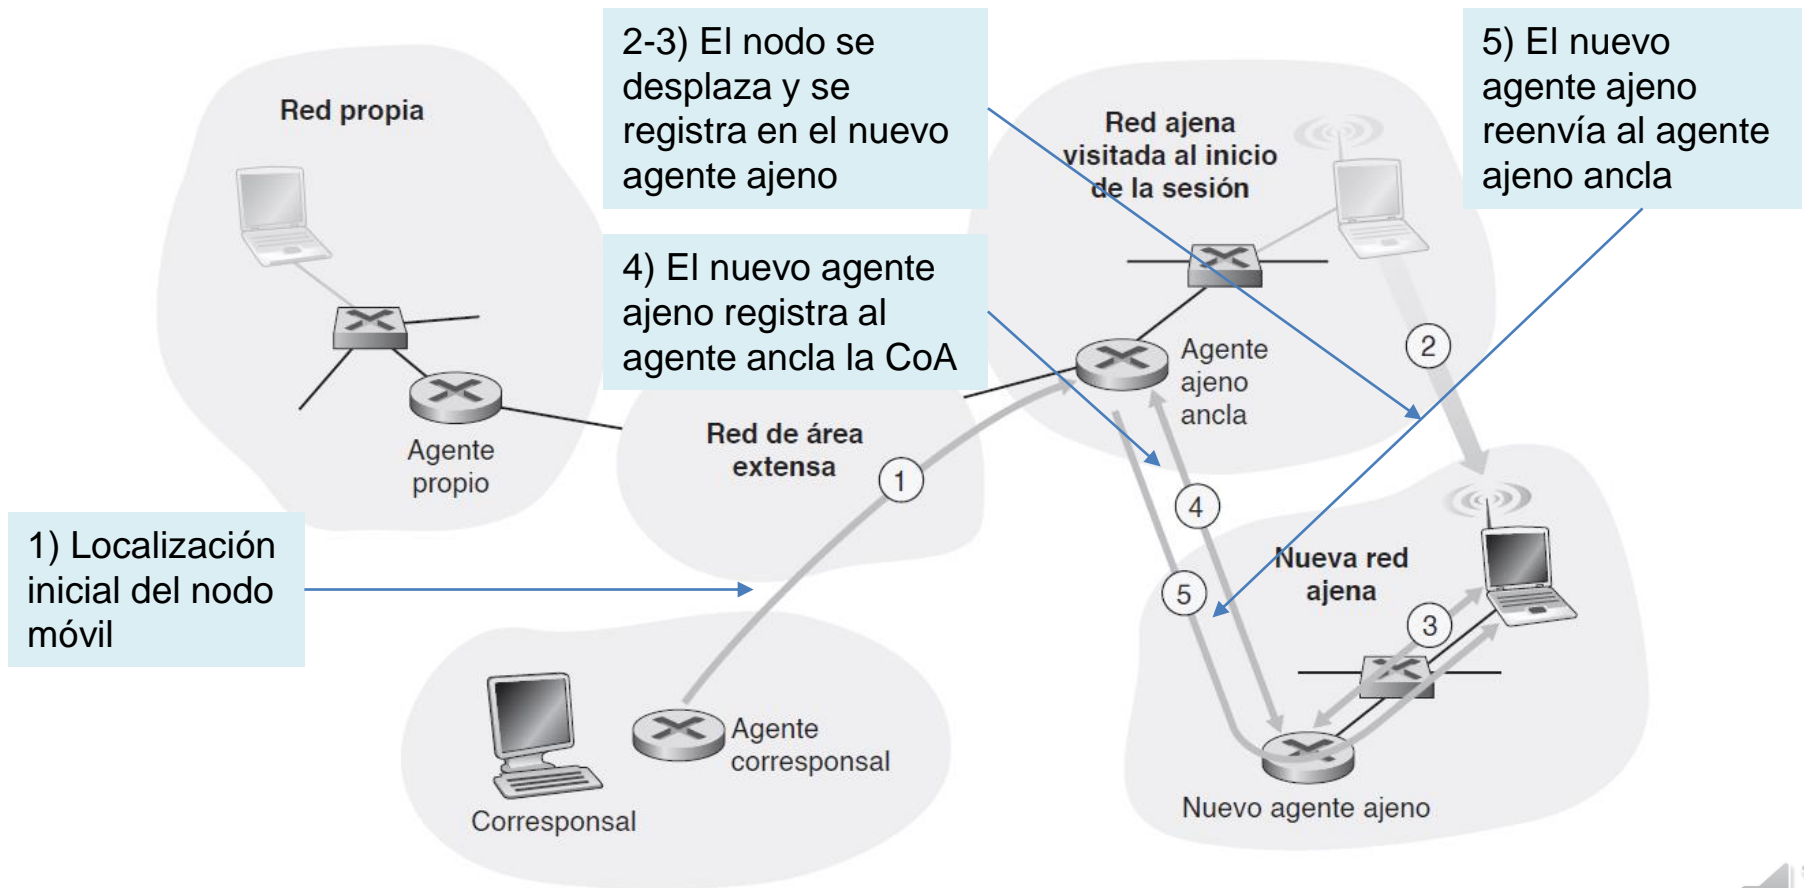 2-3) El nodo se
desplaza y se
registra en el nuevo
agente ajeno
5) El nuevo
agente ajeno
reenvía al agente
ajeno ancla
Red propia
Red ajena
visitada al inicio
de la sesión
4) El nuevo agente
ajeno registra al
agente ancla la CoA
Agente
ajeno
ancla
2
Agente
propio
Red de área
extensa
1
4
1) Localización
inicial del nodo
móvil
Nueva red
ajena
5
3
Agente
corresponsal
Corresponsal
Nuevo agente ajeno